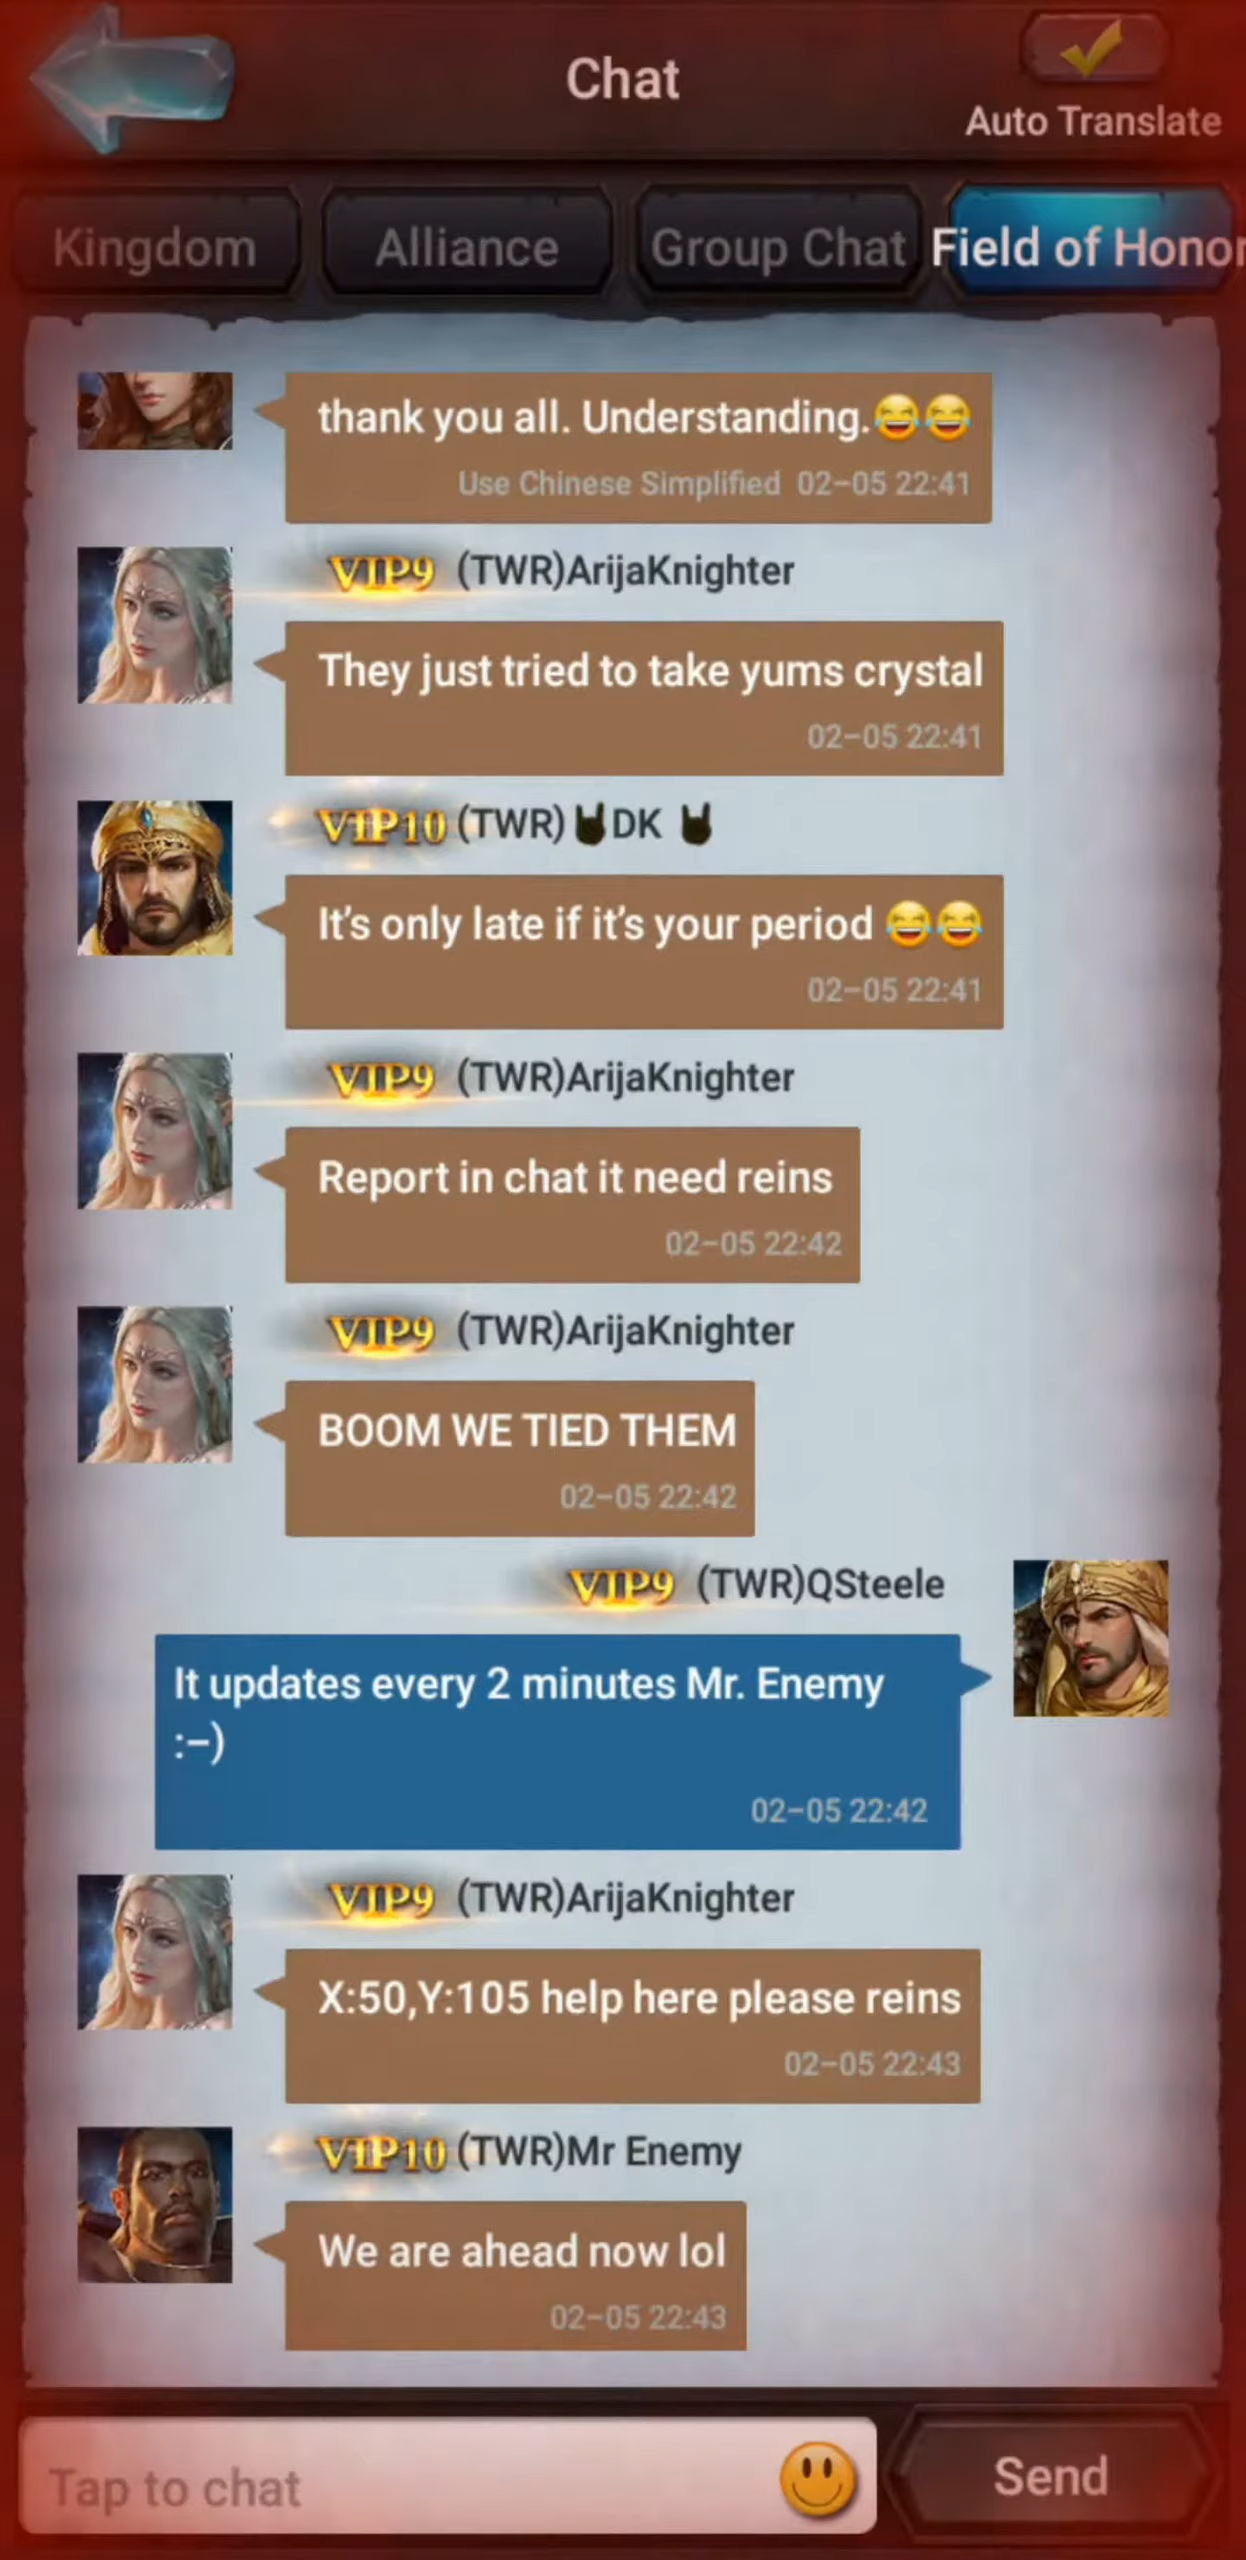 Chat
Auto Translate
Kingdom
Alliance
Group Chat
Field of Honor
thank you all. Understanding.😂😂
Use Chinese Simplified 02-05 22:41
VIP9 (TWR)ArijaKnighter
They just tried to take yums crystal
02-05 22:41
VIP10 (TWR)🤘DK 🤘
It's only late if it's your period 😂😂
02-05 22:41
VIP9 (TWR)ArijaKnighter
Report in chat it need reins
02-05 22:42
VIP9 (TWR)ArijaKnighter
BOOM WE TIED THEM
02-05 22:42
VIP9 (TWR)QSteele
It updates every 2 minutes Mr. Enemy
:-)
02-05 22:42
VIP9 (TWR)ArijaKnighter
X:50,Y:105 help here please reins
02-05 22:43
VIP10 (TWR)Mr Enemy
We are ahead now lol
02-05 22:43
Tap to chat
Send